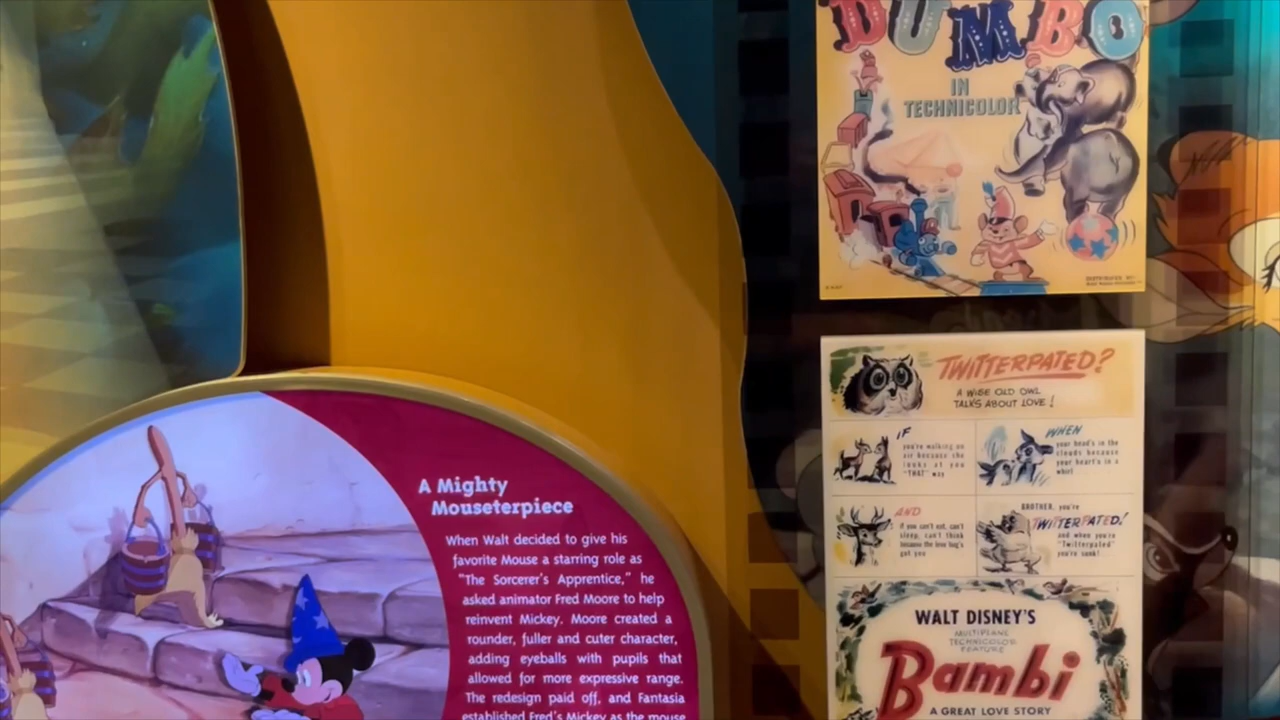 DUMBO
IN
TECHNICOLOR
DISTRIBUTED BY
TWITTERPATED?
A WISE OLD OWL
TALKS ABOUT LOVE!
IF
you're walking on
air because she
looks at you
"THAT" way
WHEN
your head's in the
clouds because
your heart's in a
whirl
AND
if you can't eat, can't
sleep, can't think
because the love bug's
got you
BROTHER, you're
TWITTERPATED!
and when you're
"Twitterpated"
you're sunk!
WALT DISNEY'S
MULTIPLANE
TECHNICOLOR
FEATURE
Bambi
A GREAT LOVE STORY
A Mighty
Mouseterpiece
When Walt decided to give his
favorite Mouse a starring role as
"The Sorcerer's Apprentice," he
asked animator Fred Moore to help
reinvent Mickey. Moore created a
rounder, fuller and cuter character,
adding eyeballs with pupils that
allowed for more expressive range.
The redesign paid off, and Fantasia
established Fred's Mickey as the mouse